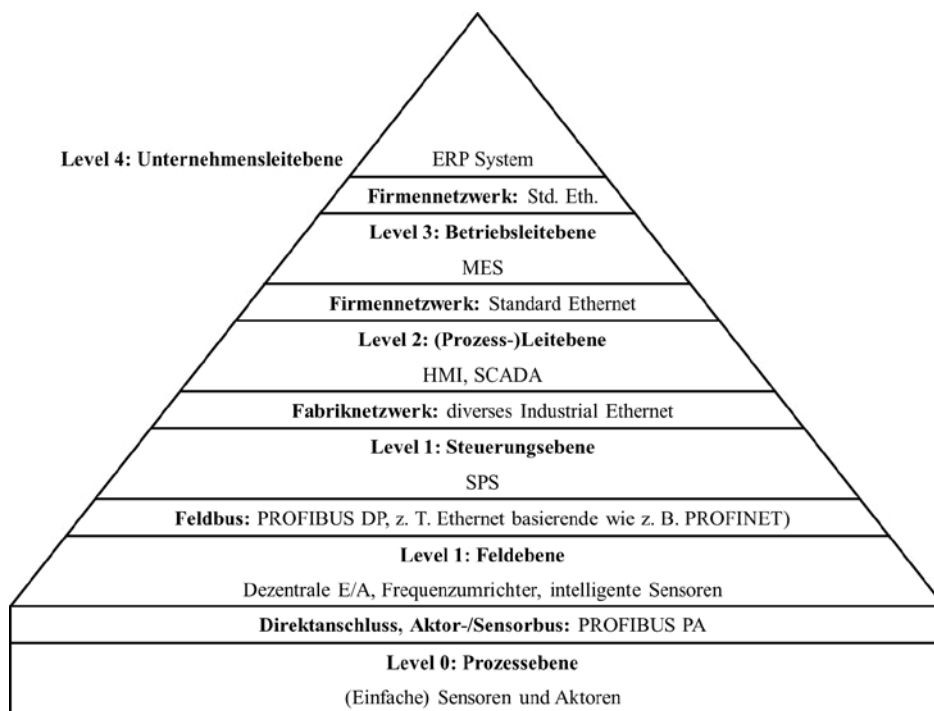 Level 4: Unternehmensleitebene
ERP System
Firmennetzwerk: Std. Eth.
Level 3: Betriebsleitebene
MES
Firmennetzwerk: Standard Ethernet
Level 2: (Prozess-)Leitebene
HMI, SCADA
Fabriknetzwerk: diverses Industrial Ethernet
Level 1: Steuerungsebene
SPS
Feldbus: PROFIBUS DP, z. T. Ethernet basierende wie z. B. PROFINET)
Level 1: Feldebene
Dezentrale E/A, Frequenzumrichter, intelligente Sensoren
Direktanschluss, Aktor-/Sensorbus: PROFIBUS PA
Level 0: Prozessebene
(Einfache) Sensoren und Aktoren